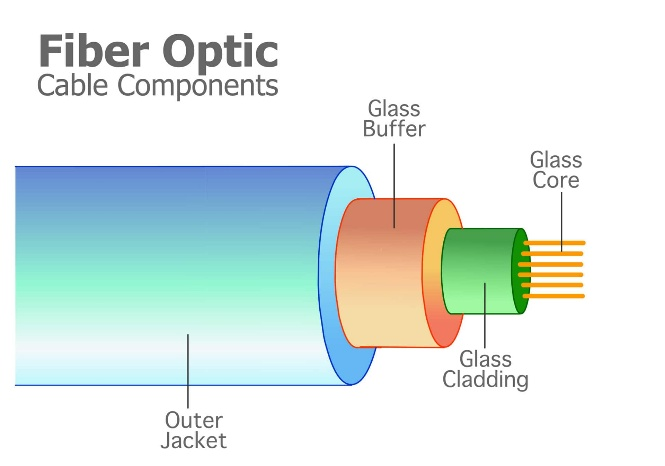 Fiber Optic
Cable Components
Glass
Buffer
Glass
Core
Glass
Cladding
Outer
Jacket